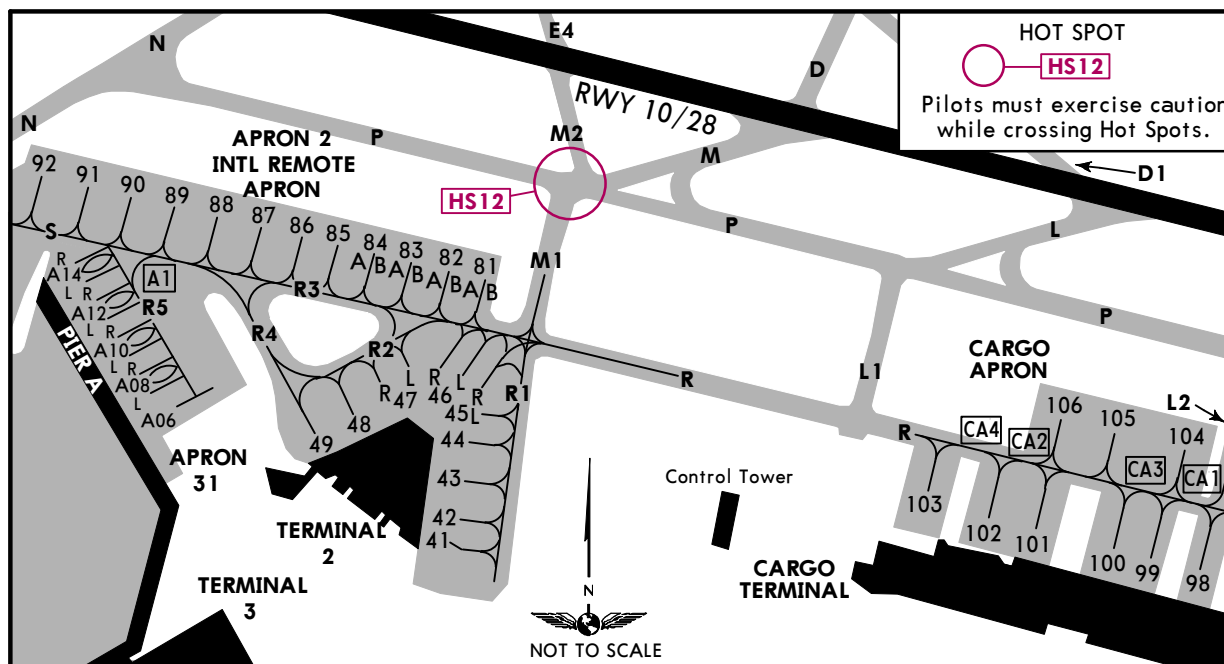 HOT SPOT
HS12
Pilots must exercise caution
while crossing Hot Spots.
E4
N
D
RWY 10/28
N
P
M2
M
APRON 2
INTL REMOTE
APRON
HS12
D1
92
91
90
89
88
87
86
85
84
83
82
81
A B
A B
A B
A B
S
P
L
M1
P
R
A14
L
R
A12
L
R
A10
L
R
A08
L
A06
A1
R5
R4
R3
R2
R1
R
L1
PIER A
L
R
47
R
46
L
R
45
L
44
43
42
41
48
49
CARGO
APRON
L2
106
105
104
R
CA4
CA2
CA3
CA1
103
102
101
100
99
98
APRON
31
TERMINAL
2
TERMINAL
3
Control Tower
CARGO
TERMINAL
N
NOT TO SCALE